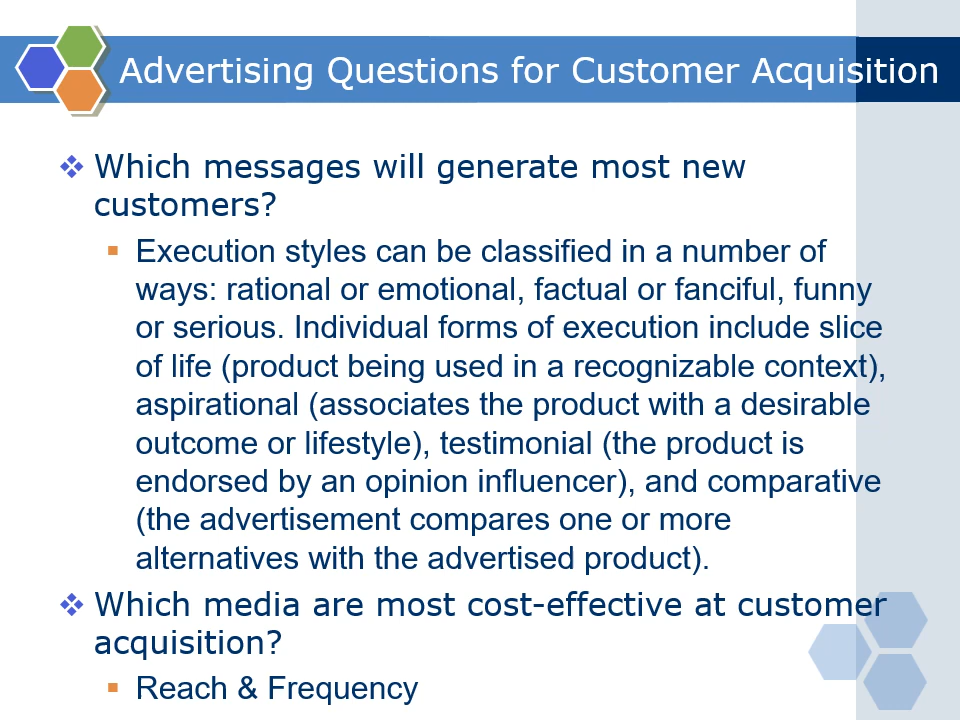 Advertising Questions for Customer Acquisition
Which messages will generate most new
customers?
Execution styles can be classified in a number of
ways: rational or emotional, factual or fanciful, funny
or serious. Individual forms of execution include slice
of life (product being used in a recognizable context),
aspirational (associates the product with a desirable
outcome or lifestyle), testimonial (the product is
endorsed by an opinion influencer), and comparative
(the advertisement compares one or more
alternatives with the advertised product).
Which media are most cost-effective at customer
acquisition?
Reach & Frequency